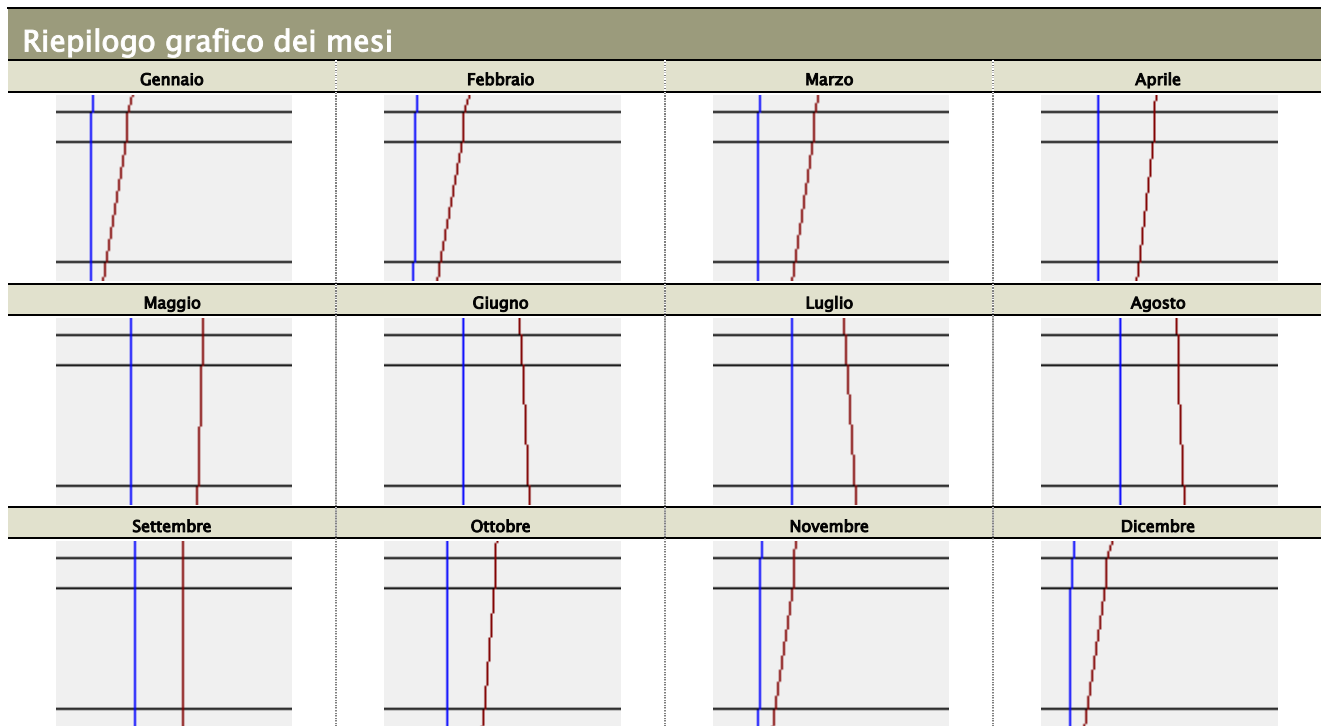 Riepilogo grafico dei mesi
Gennaio
Febbraio
Marzo
Aprile
Maggio
Giugno
Luglio
Agosto
Settembre
Ottobre
Novembre
Dicembre